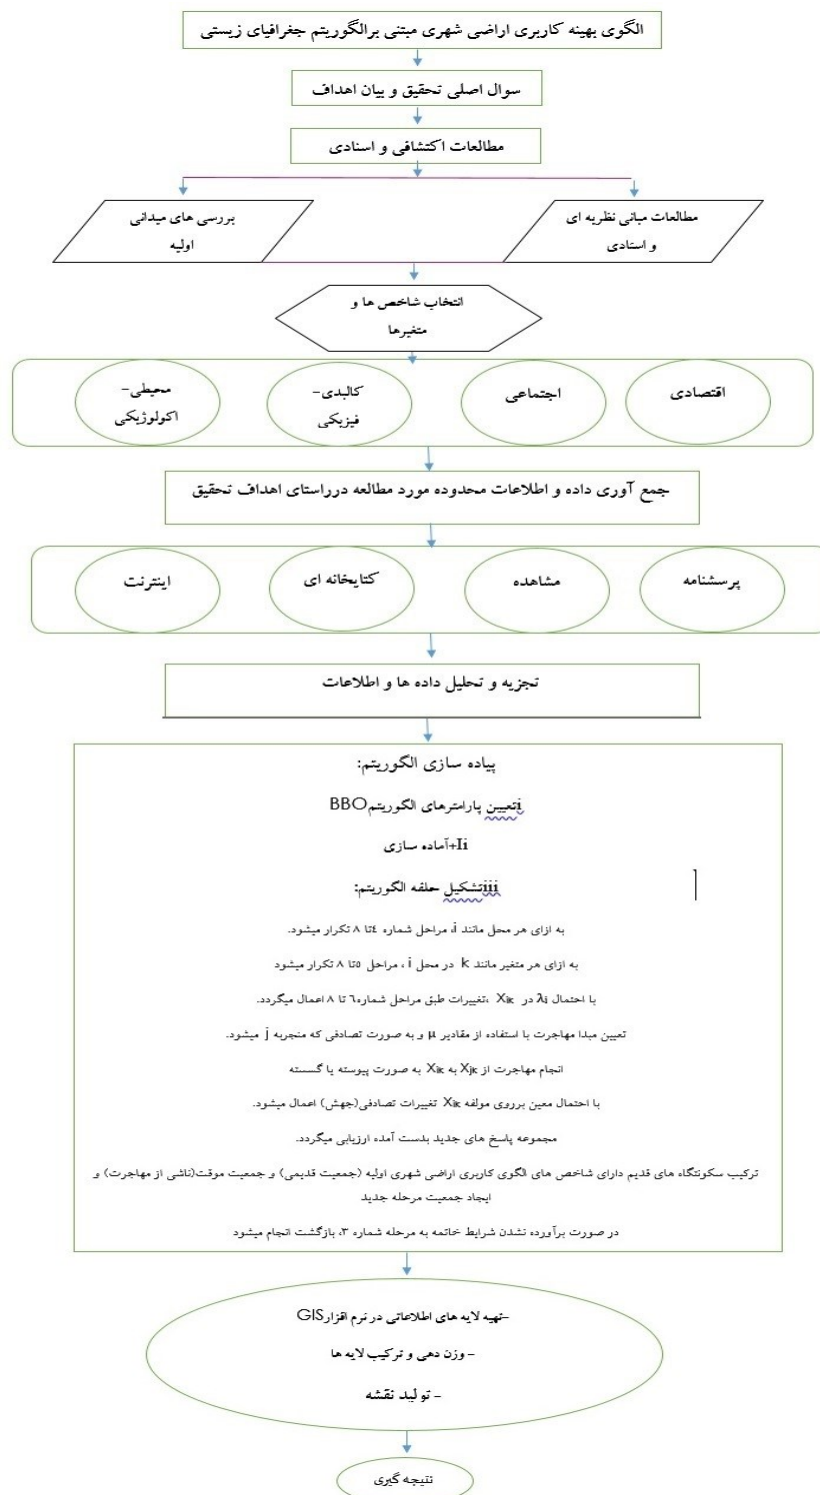 الگوی بهینه کاربری اراضی شهری مبتنی برالگوریتم جغرافیای زیستی
سوال اصلی تحقیق و بیان اهداف
مطالعات اکتشافی و اسنادی
مطالعات مبانی نظریه ای
و اسنادی
بررسی های میدانی
اولیه
انتخاب شاخص ها و
متغیرها
اقتصادی
اجتماعی
کالبدی-
فیزیکی
محیطی-
اکولوژیکی
جمع آوری داده و اطلاعات محدوده مورد مطالعه درراستای اهداف تحقیق
پرسشنامه
مشاهده
کتابخانه ای
اینترنت
تجزیه و تحلیل داده ها و اطلاعات
پیاده سازی الگوریتم:
iتعیین پارامترهای الگوریتمBBO
Ii+آماده سازی
iiiتشکیل حلقه الگوریتم:
به ازای هر محل مانند i، مراحل شماره ٤تا ٨ تکرار میشود.
به ازای هر متغیر مانند k در محل i ، مراحل ٥تا ٨ تکرار میشود
با احتمال λi در Xik ،تغییرات طبق مراحل شماره٦ تا ٨ اعمال میگردد.
تعیین مبدا مهاجرت با استفاده از مقادیر μ و به صورت تصادفی که منجربه j میشود.
انجام مهاجرت از Xjk به Xik به صورت پیوسته یا گسسته
با احتمال معین برروی مولفه Xik تغییرات تصادفی(جهش) اعمال میشود.
مجموعه پاسخ های جدید بدست آمده ارزیابی میگردد.
ترکیب سکونتگاه های قدیم دارای شاخص های الگوی کاربری اراضی شهری اولیه (جمعیت قدیمی) و جمعیت موقت(ناشی از مهاجرت) و
ایجاد جمعیت مرحله جدید
در صورت برآورده نشدن شرایط خاتمه به مرحله شماره ٣، بازگشت انجام میشود
-تهیه لایه های اطلاعاتی در نرم افزارGIS
- وزن دهی و ترکیب لایه ها
- تولید نقشه
نتیجه گیری